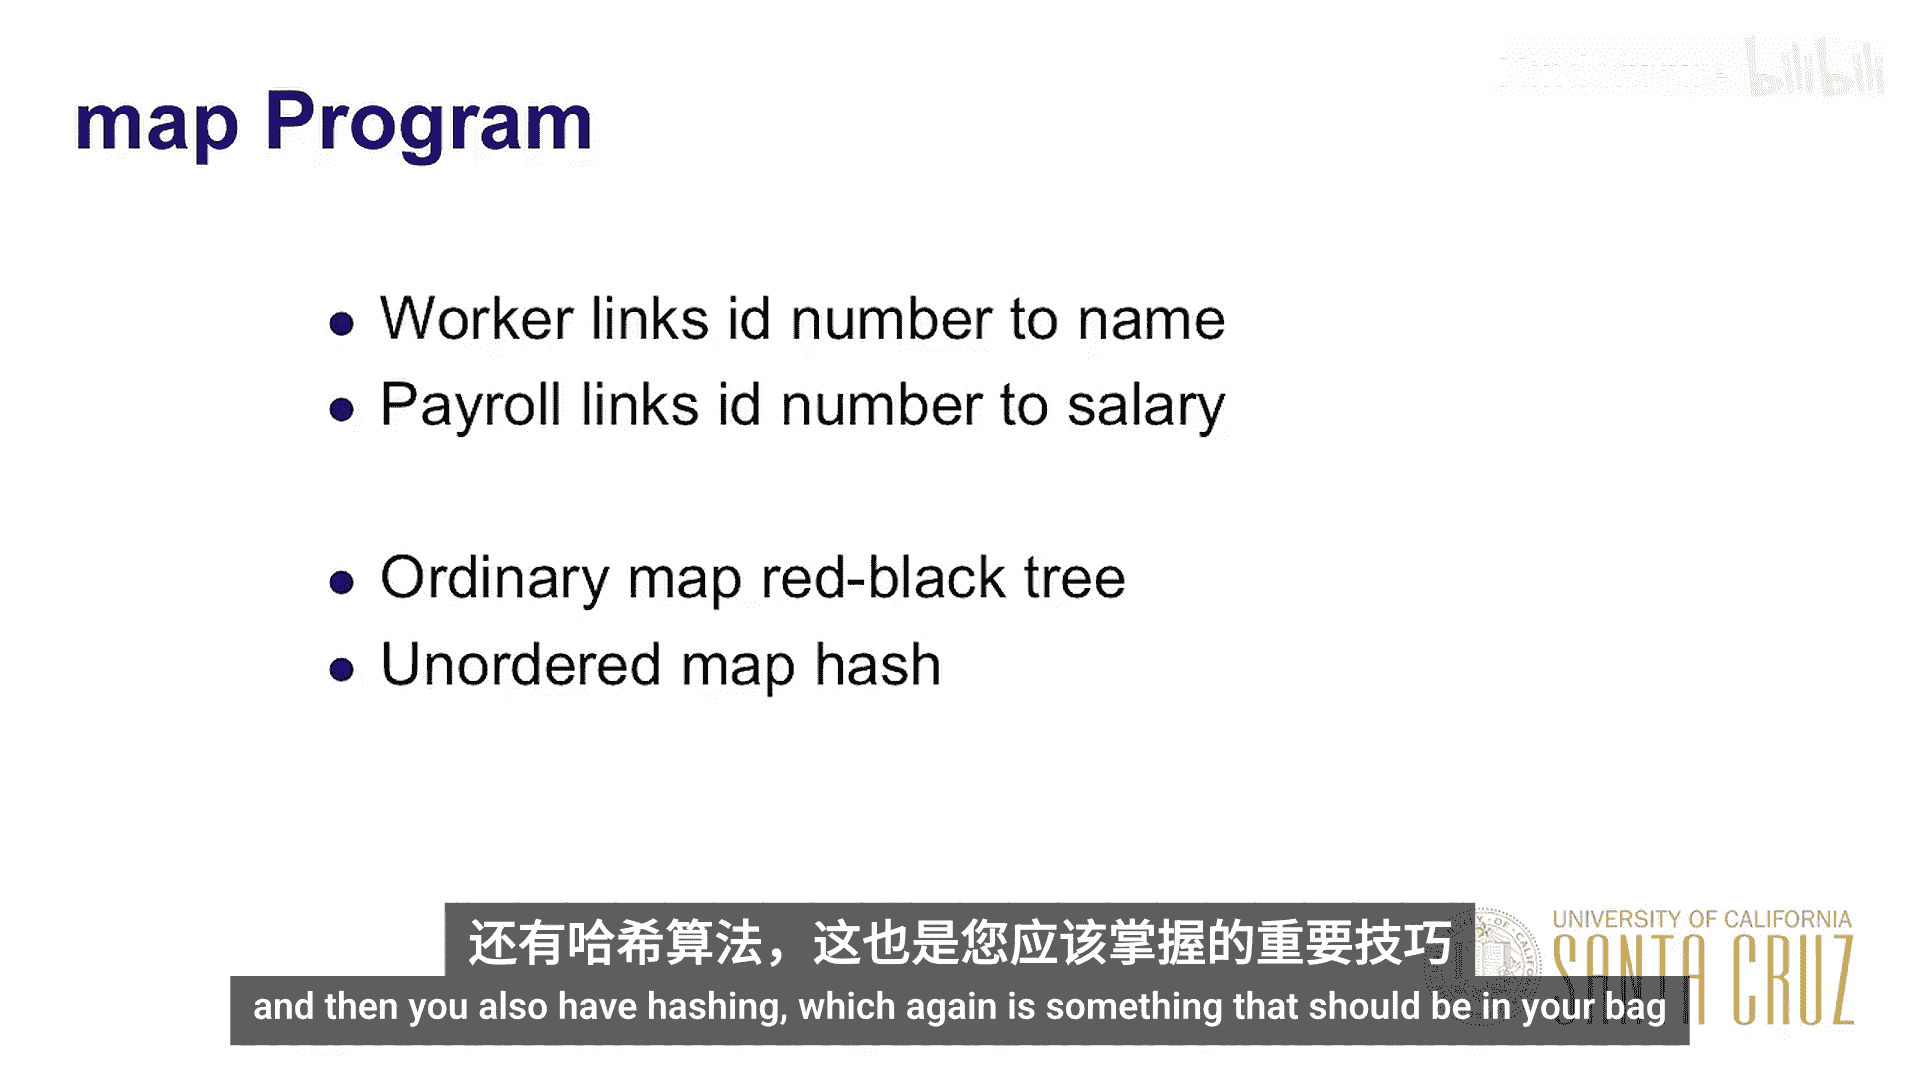 bilibili
map Program
● Worker links id number to name
● Payroll links id number to salary
● Ordinary map red-black tree
● Unordered map hash
还有哈希算法，这也是您应该掌握的重要技巧
and then you also have hashing, which again is something that should be in your bag
UNIVERSITY OF CALIFORNIA
SANTA CRUZ